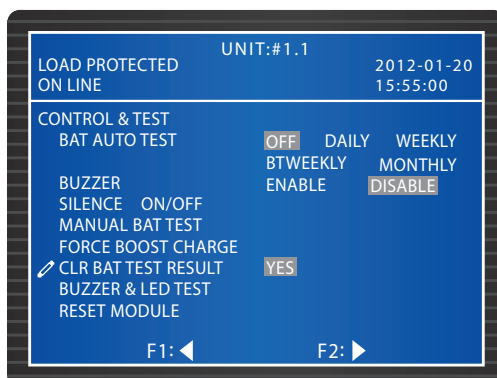 UNIT:#1.1
LOAD PROTECTED 2012-01-20
ON LINE 15:55:00
CONTROL & TEST
BAT AUTO TEST OFF DAILY WEEKLY
BTWEEKLY MONTHLY
BUZZER ENABLE DISABLE
SILENCE ON/OFF
MANUAL BAT TEST
FORCE BOOST CHARGE
CLR BAT TEST RESULT YES
BUZZER & LED TEST
RESET MODULE
F1: F2: